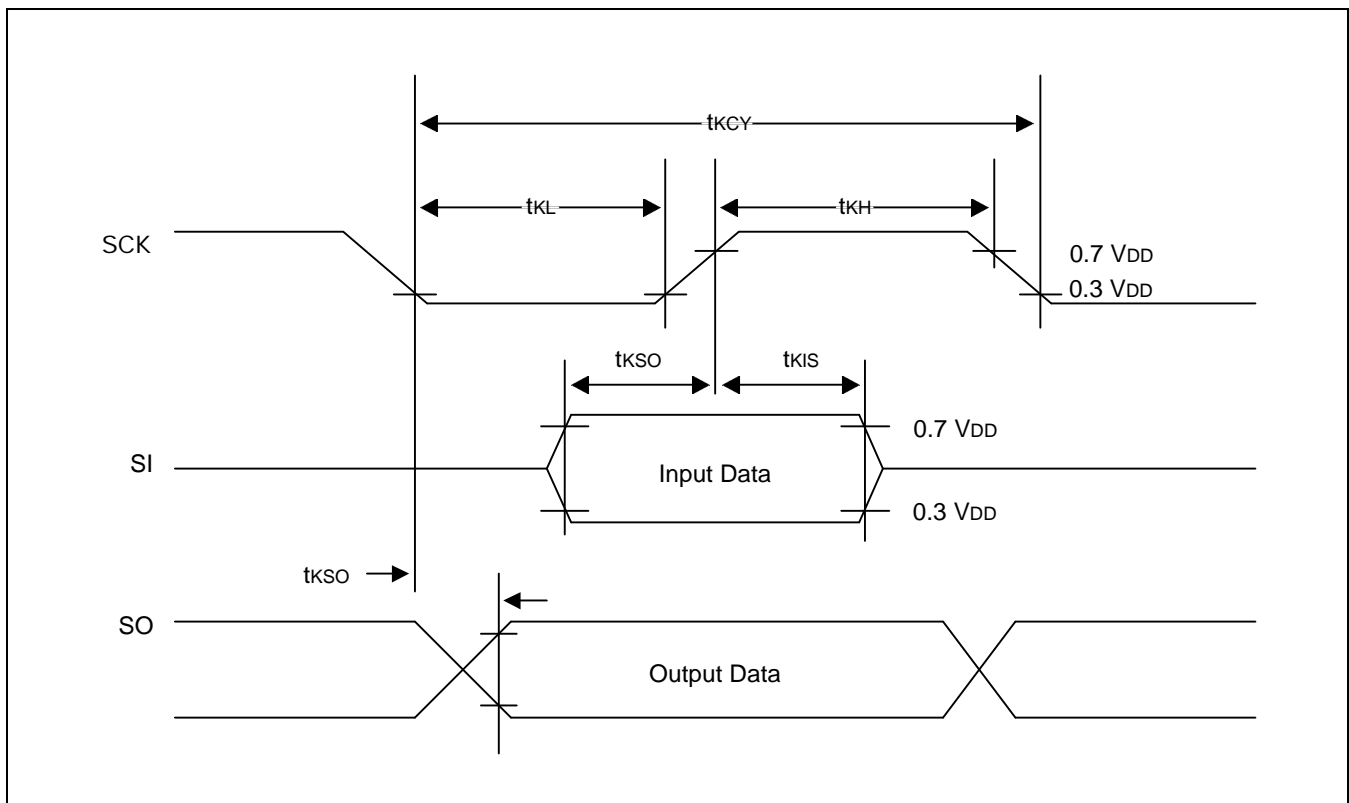 tKCY
tKL
tKH
SCK
0.7 VDD
0.3 VDD
tKSO
tKIS
0.7 VDD
SI
Input Data
0.3 VDD
tKSO
SO
Output Data